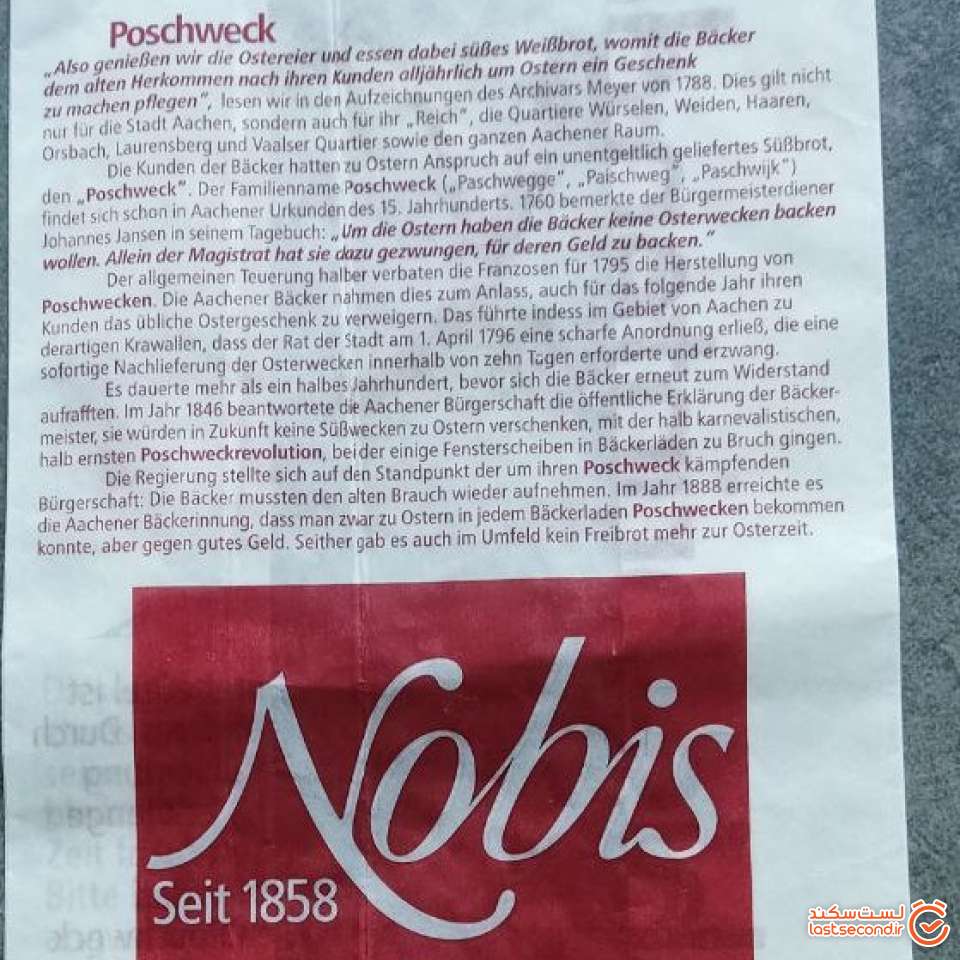 Poschweck
„Also genießen wir die Ostereier und essen dabei süßes Weißbrot, womit die Bäcker
dem alten Herkommen nach ihren Kunden alljährlich um Ostern ein Geschenk
zu machen pflegen“, lesen wir in den Aufzeichnungen des Archivars Meyer von 1788. Dies gilt nicht
nur für die Stadt Aachen, sondern auch für ihr „Reich“, die Quartiere Würselen, Weiden, Haaren,
Orsbach, Laurensberg und Vaalser Quartier sowie den ganzen Aachener Raum.
Die Kunden der Bäcker hatten zu Ostern Anspruch auf ein unentgeltlich geliefertes Süßbrot,
den „Poschweck“. Der Familienname Poschweck („Paschwegge“, „Paischweg“, „Paschwijk“)
findet sich schon in Aachener Urkunden des 15. Jahrhunderts. 1760 bemerkte der Bürgermeisterdiener
Johannes Jansen in seinem Tagebuch: „Um die Ostern haben die Bäcker keine Osterwecken backen
wollen. Allein der Magistrat hat sie dazu gezwungen, für deren Geld zu backen.“
Der allgemeinen Teuerung halber verbaten die Franzosen für 1795 die Herstellung von
Poschwecken. Die Aachener Bäcker nahmen dies zum Anlass, auch für das folgende Jahr ihren
Kunden das übliche Ostergeschenk zu verweigern. Das führte indess im Gebiet von Aachen zu
derartigen Krawallen, dass der Rat der Stadt am 1. April 1796 eine scharfe Anordnung erließ, die eine
sofortige Nachlieferung der Osterwecken innerhalb von zehn Tagen erforderte und erzwang.
Es dauerte mehr als ein halbes Jahrhundert, bevor sich die Bäcker erneut zum Widerstand
aufrafften. Im Jahr 1846 beantwortete die Aachener Bürgerschaft die öffentliche Erklärung der Bäcker-
meister, sie würden in Zukunft keine Süßwecken zu Ostern verschenken, mit der halb karnevalistischen,
halb ernsten Poschweckrevolution, bei der einige Fensterscheiben in Bäckerläden zu Bruch gingen.
Die Regierung stellte sich auf den Standpunkt der um ihren Poschweck kämpfenden
Bürgerschaft: Die Bäcker mussten den alten Brauch wieder aufnehmen. Im Jahr 1888 erreichte es
die Aachener Bäckerinnung, dass man zwar zu Ostern in jedem Bäckerladen Poschwecken bekommen
konnte, aber gegen gutes Geld. Seither gab es auch im Umfeld kein Freibrot mehr zur Osterzeit.
Nobis
Seit 1858
لست‌سکند
lastsecond.ir